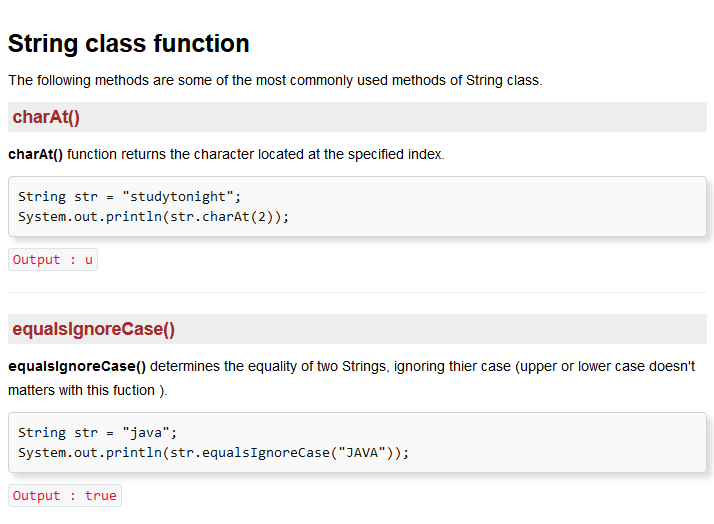 String class function
The following methods are some of the most commonly used methods of String class.
charAt()
charAt() function returns the character located at the specified index.
String str = "studytonight";
System.out.println(str.charAt(2));
Output : u
equalsIgnoreCase()
equalsIgnoreCase() determines the equality of two Strings, ignoring thier case (upper or lower case doesn't
matters with this fuction ).
String str = "java";
System.out.println(str.equalsIgnoreCase("JAVA"));
Output : true